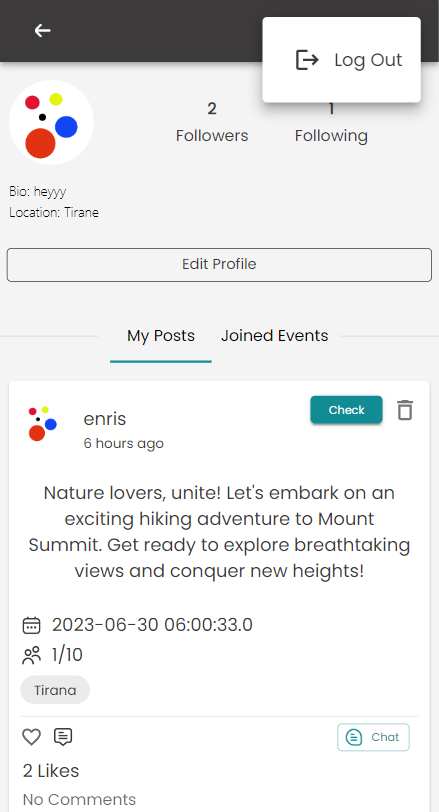 Log Out
2
1
Followers
Following
Bio: heyyy
Location: Tirane
Edit Profile
My Posts
Joined Events
enris
Check
6 hours ago
Nature lovers, unite! Let's embark on an
exciting hiking adventure to Mount
Summit. Get ready to explore breathtaking
views and conquer new heights!
2023-06-30 06:00:33.0
1/10
Tirana
Chat
2 Likes
No Comments